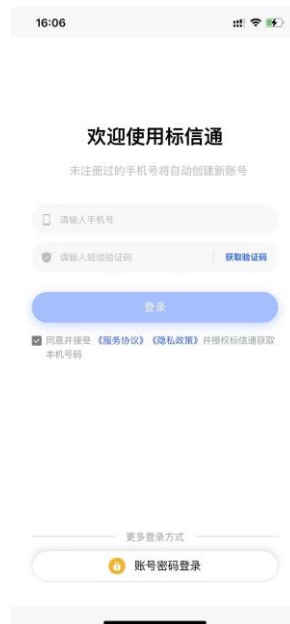 16:06
欢迎使用标信通
未注册过的手机号将自动创建新账号
请输入手机号
请输入短信验证码 获取验证码
登录
同意并接受《服务协议》《隐私政策》并授权标信通获取
本机号码
更多登录方式
账号密码登录